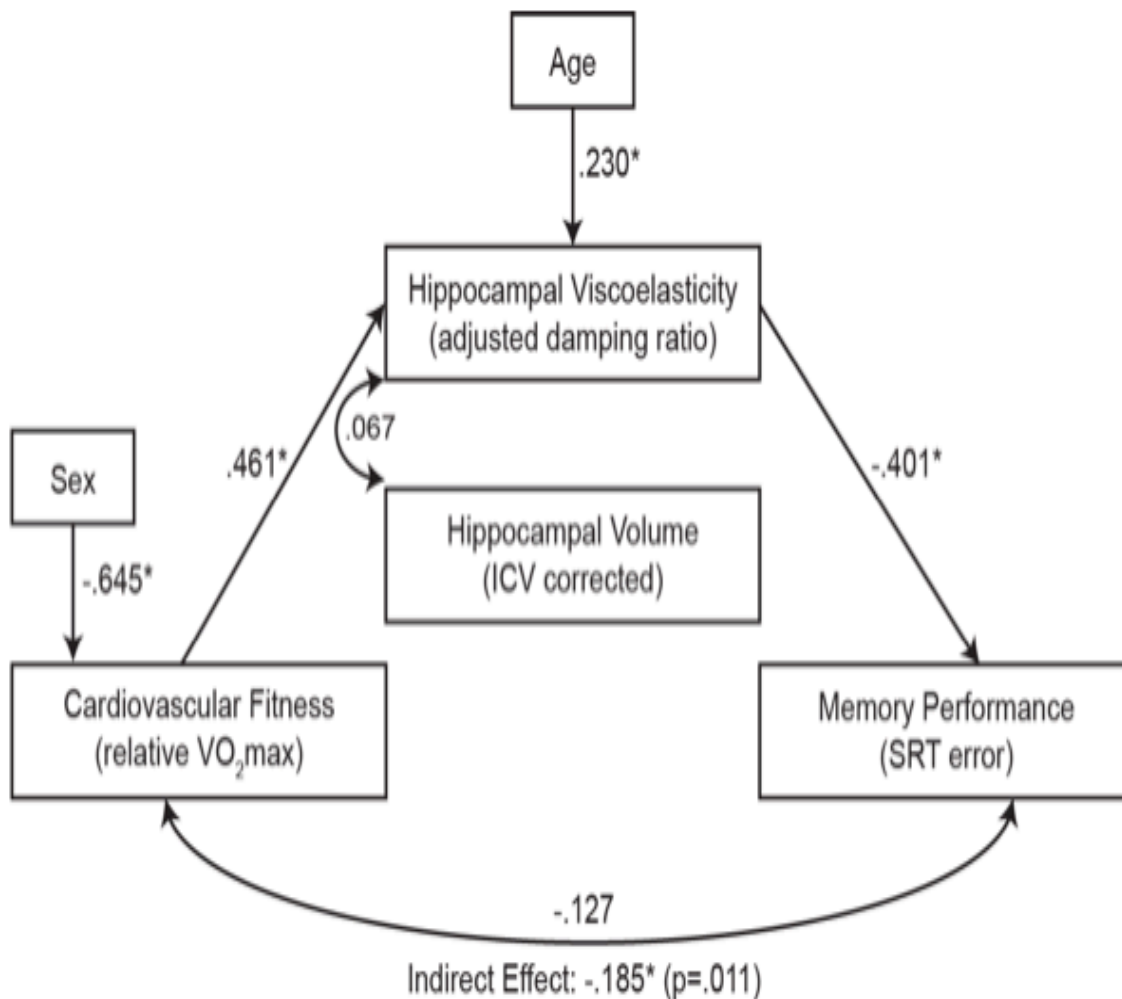 Age
.230*
Hippocampal Viscoelasticity
(adjusted damping ratio)
.067
.461*
-.401*
Sex
Hippocampal Volume
(ICV corrected)
-.645*
Cardiovascular Fitness
(relative VO₂max)
Memory Performance
(SRT error)
-.127
Indirect Effect: -.185* (p=.011)